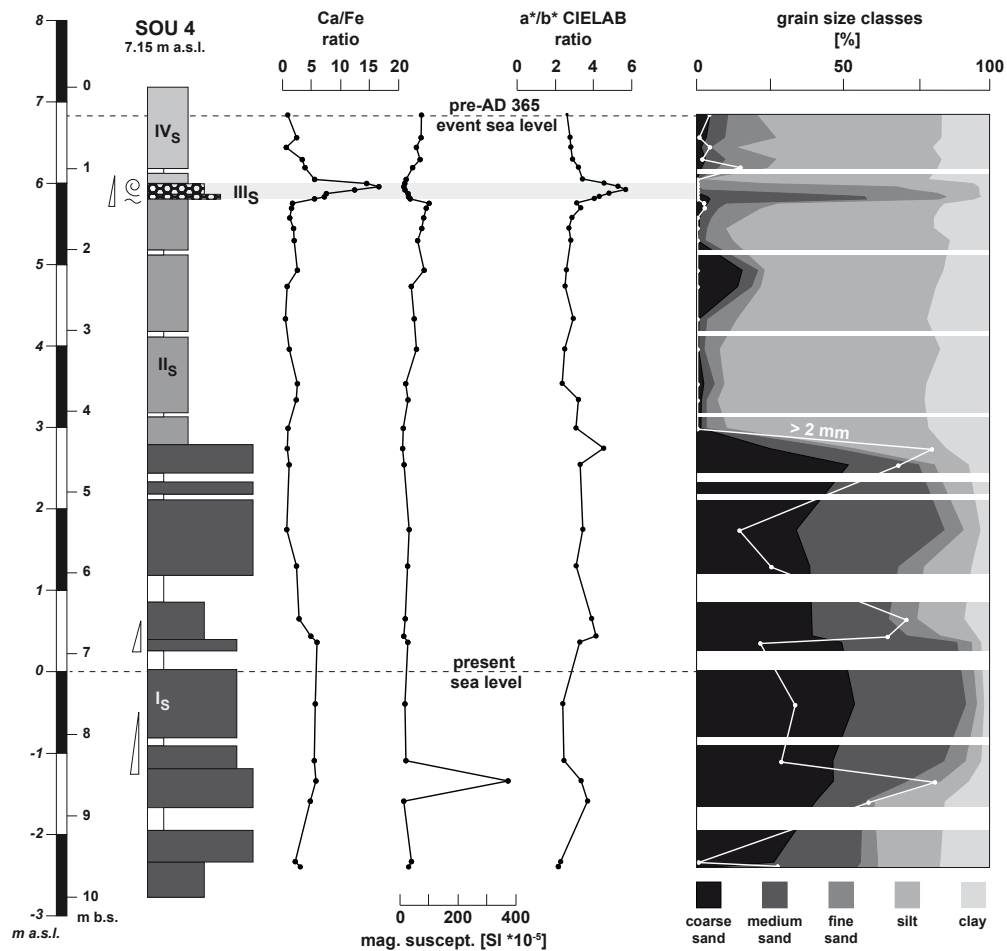 SOU 4
7.15 m a.s.l.
Ca/Fe
ratio
0 5 10 15 20
a*/b* CIELAB
ratio
0 2 4 6
grain size classes
[%]
0 50 100
8
7
6
5
4
3
2
1
0
-1
-2
-3
m a.s.l.
0
1
2
3
4
5
6
7
8
9
10
m b.s.
IVS
IIIS
IIS
IS
pre-AD 365
event sea level
present
sea level
> 2 mm
0 200 400
mag. suscept. [SI *10-5]
coarse
sand
medium
sand
fine
sand
silt
clay